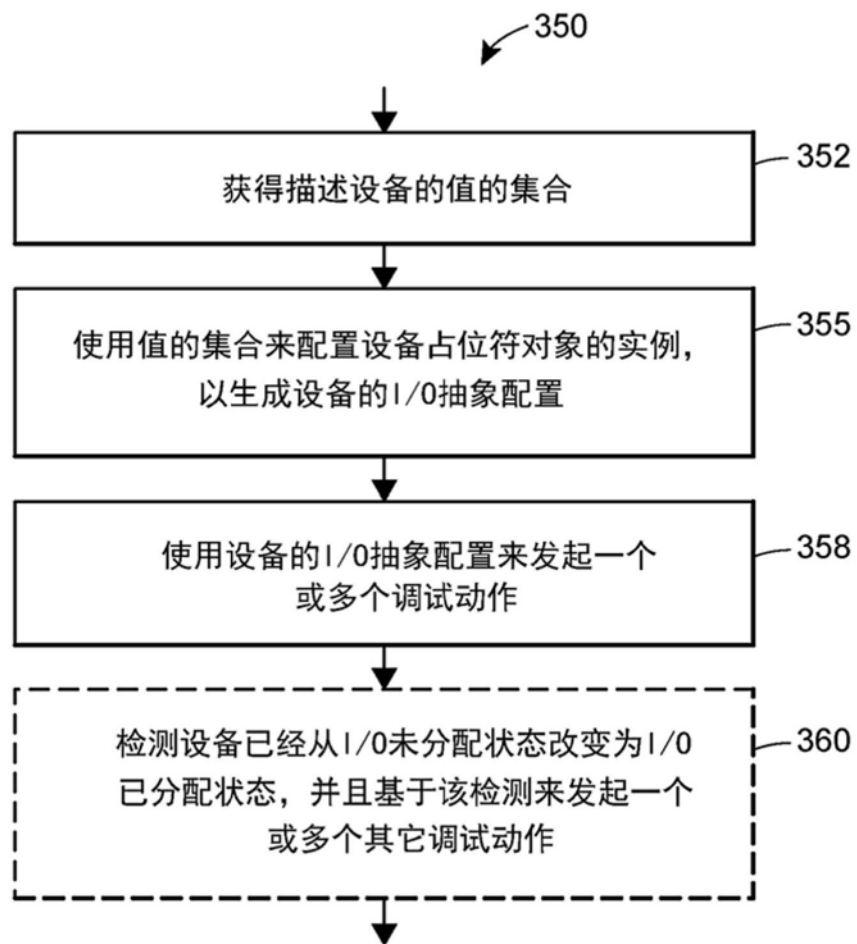 350
获得描述设备的值的集合
352
使用值的集合来配置设备占位符对象的实例，
以生成设备的I/O抽象配置
355
使用设备的I/O抽象配置来发起一个
或多个调试动作
358
检测设备已经从I/O未分配状态改变为I/O
已分配状态，并且基于该检测来发起一个
或多个其它调试动作
360